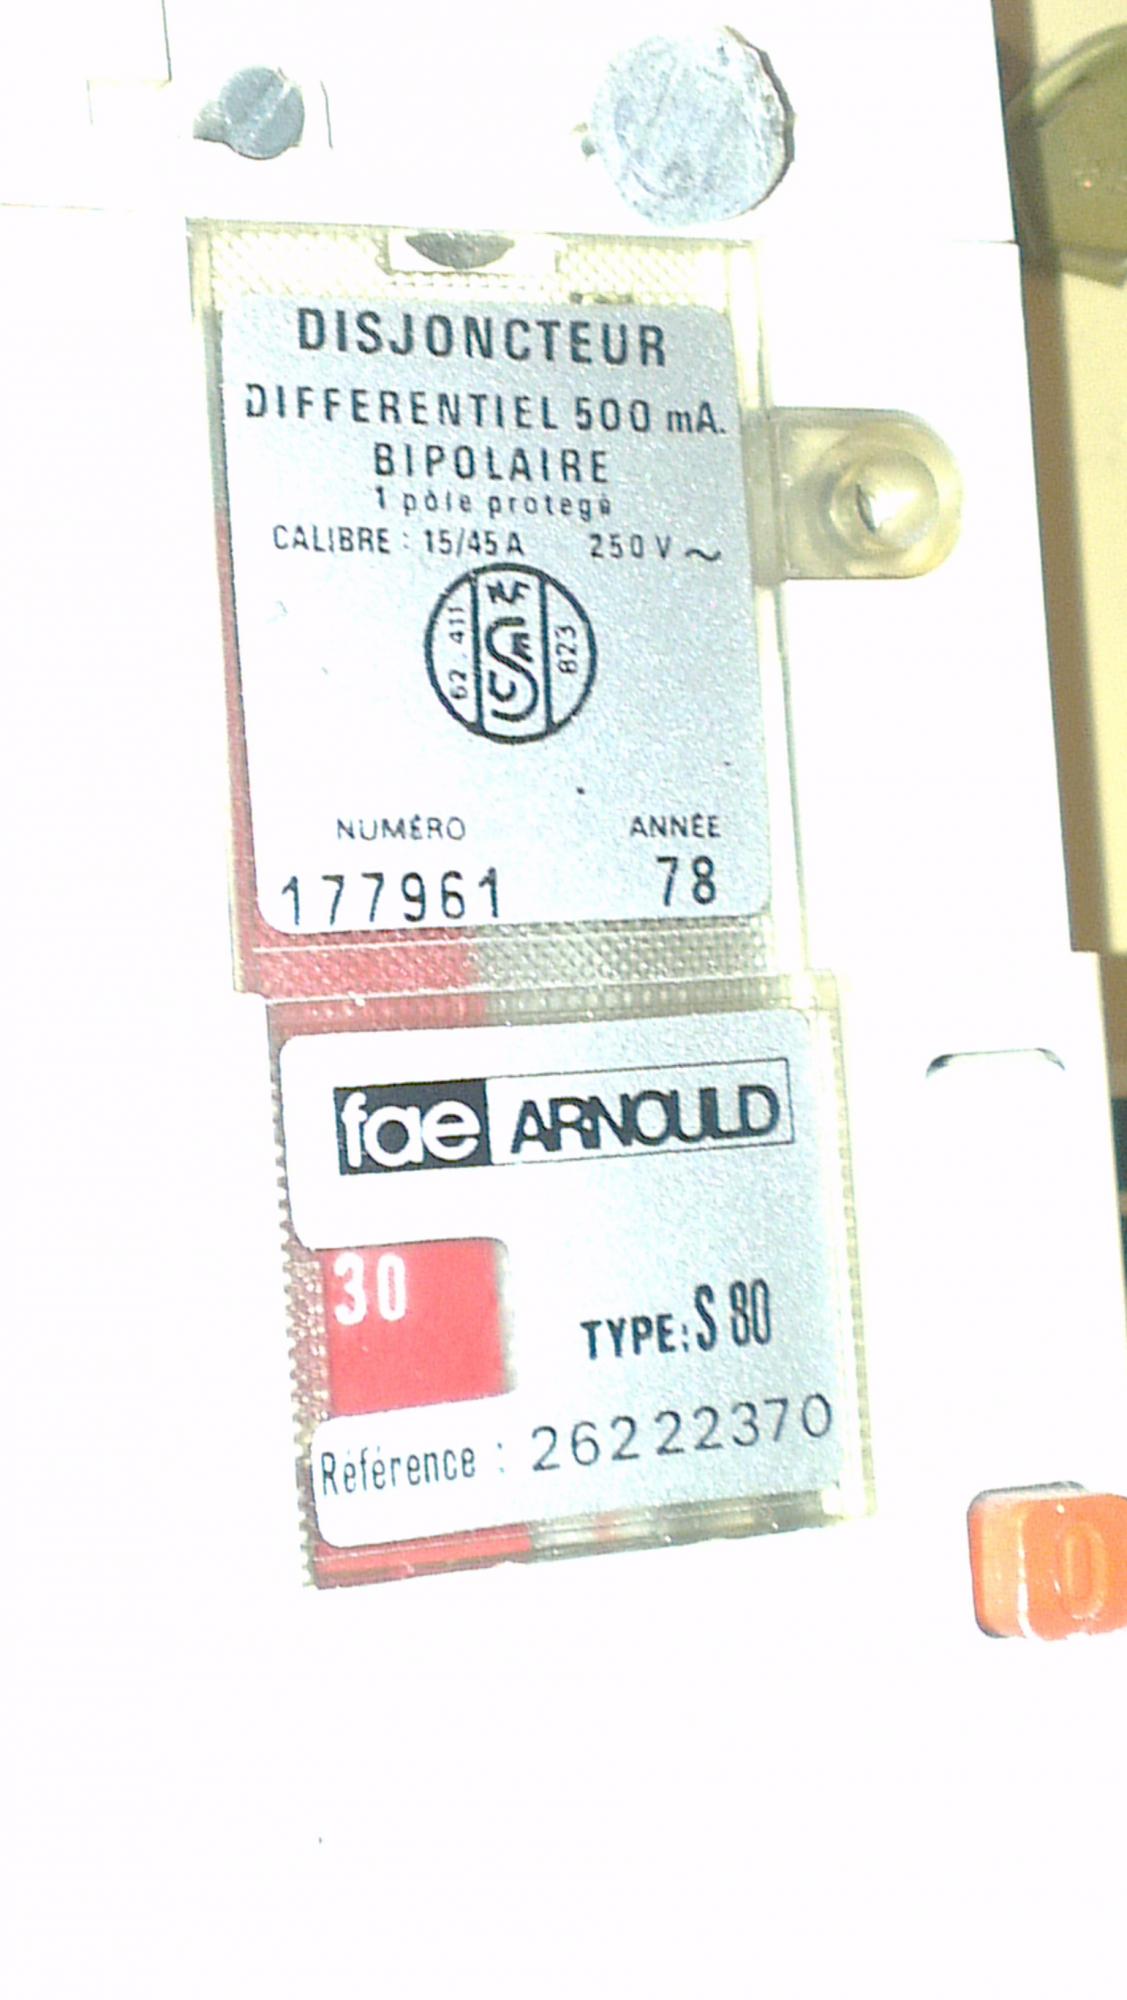 DISJONCTEUR
DIFFERENTIEL 500 mA.
BIPOLAIRE
1 pôle protegé
CALIBRE : 15/45 A 250 V ~
62.411
USE
823
NUMÉRO ANNÉE
177961 78
fae ARNOULD
30
TYPE: S 80
Référence : 26222370
0